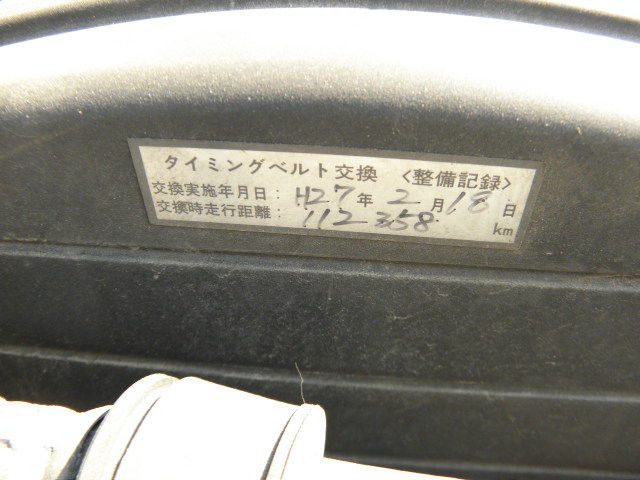 タイミングベルト交換 〈整備記録〉
交換実施年月日：H27年 2月18日
交換時走行距離：112358 km